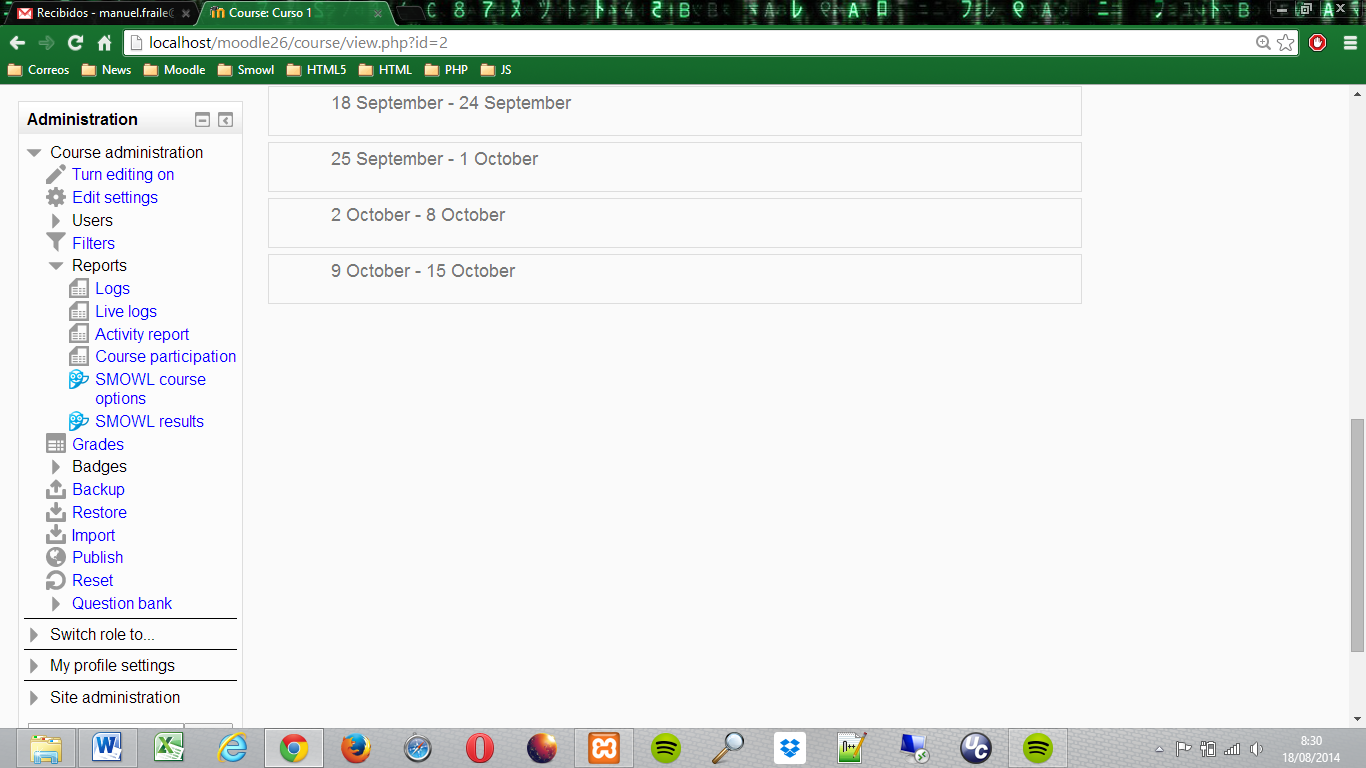 Recibidos - manuel.fraile@
Course: Curso 1
localhost/moodle26/course/view.php?id=2
Correos News Moodle Smowl HTML5 HTML PHP JS
Administration
Course administration
Turn editing on
Edit settings
Users
Filters
Reports
Logs
Live logs
Activity report
Course participation
SMOWL course
options
SMOWL results
Grades
Badges
Backup
Restore
Import
Publish
Reset
Question bank
Switch role to...
My profile settings
Site administration
18 September - 24 September
25 September - 1 October
2 October - 8 October
9 October - 15 October
8:30
18/08/2014